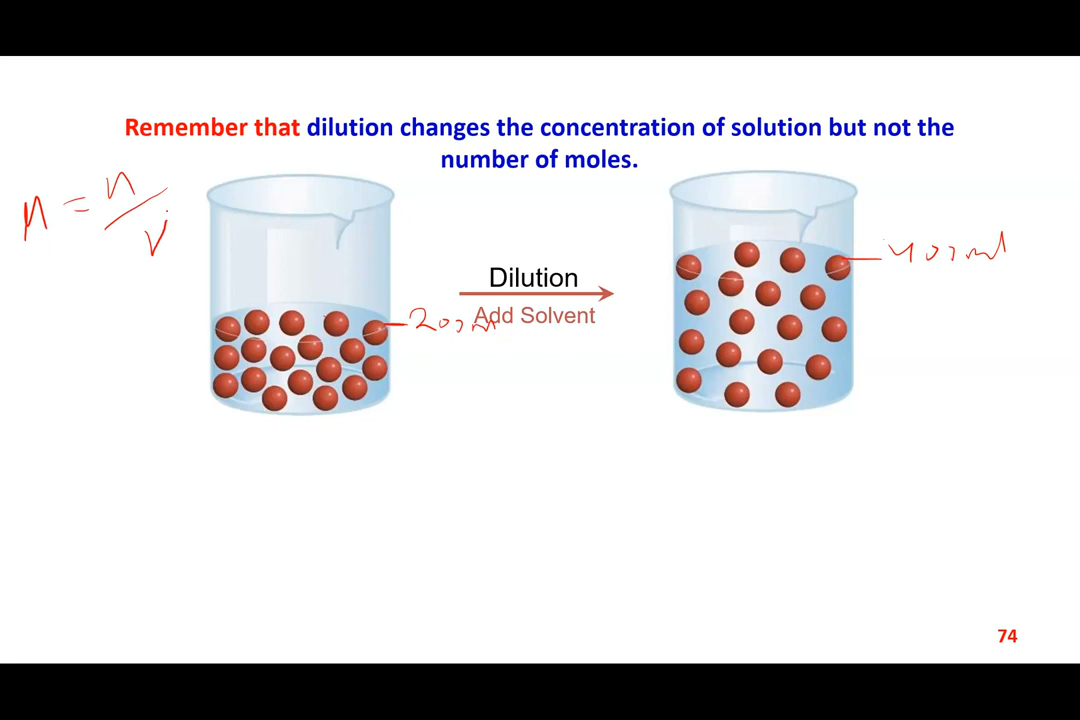 Remember that dilution changes the concentration of solution but not the
number of moles.
M = n / v
Dilution
Add Solvent
200 ml
400 ml
74